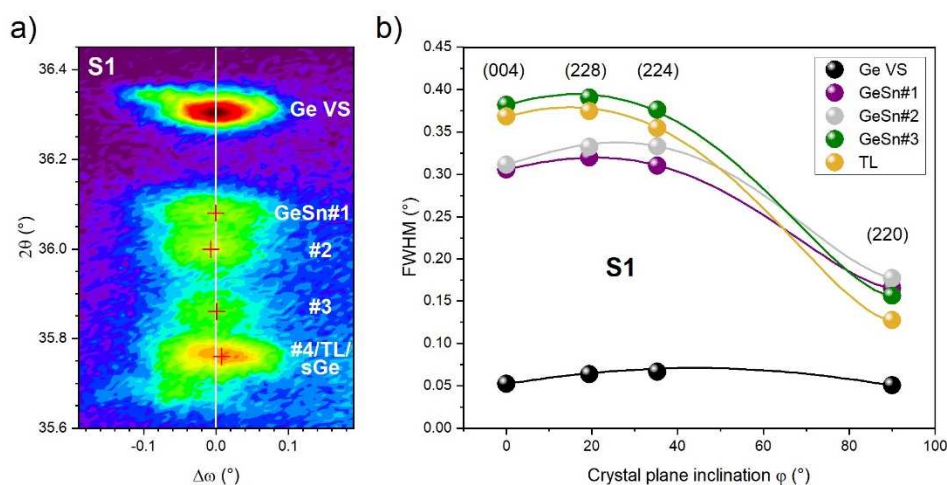 a)
S1
Ge VS
GeSn#1
#2
#3
#4/TL/
sGe
36.4
36.2
36.0
35.8
35.6
2θ (°)
-0.1
0.0
0.1
Δω (°)
b)
0.45
0.40
0.35
0.30
0.25
0.20
0.15
0.10
0.05
0.00
FWHM (°)
(004)
(228)
(224)
(220)
Ge VS
GeSn#1
GeSn#2
GeSn#3
TL
S1
0
20
40
60
80
100
Crystal plane inclination φ (°)